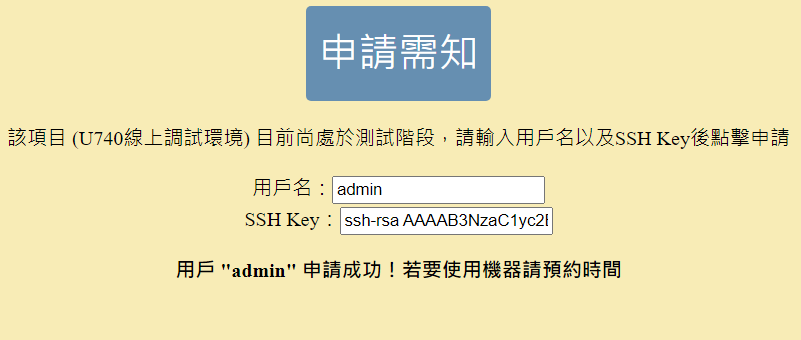 申請需知
該項目 (U740線上調試環境) 目前尚處於測試階段，請輸入用戶名以及SSH Key後點擊申請
用戶名：admin
SSH Key：ssh-rsa AAAAB3NzaC1yc2E
用戶 "admin" 申請成功！若要使用機器請預約時間